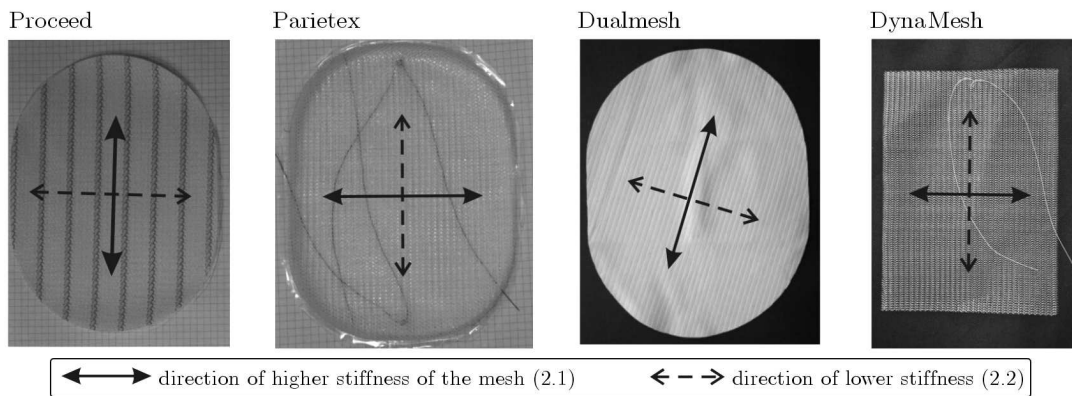 Proceed
Parietex
Dualmesh
DynaMesh
direction of higher stiffness of the mesh (2.1)
direction of lower stiffness (2.2)